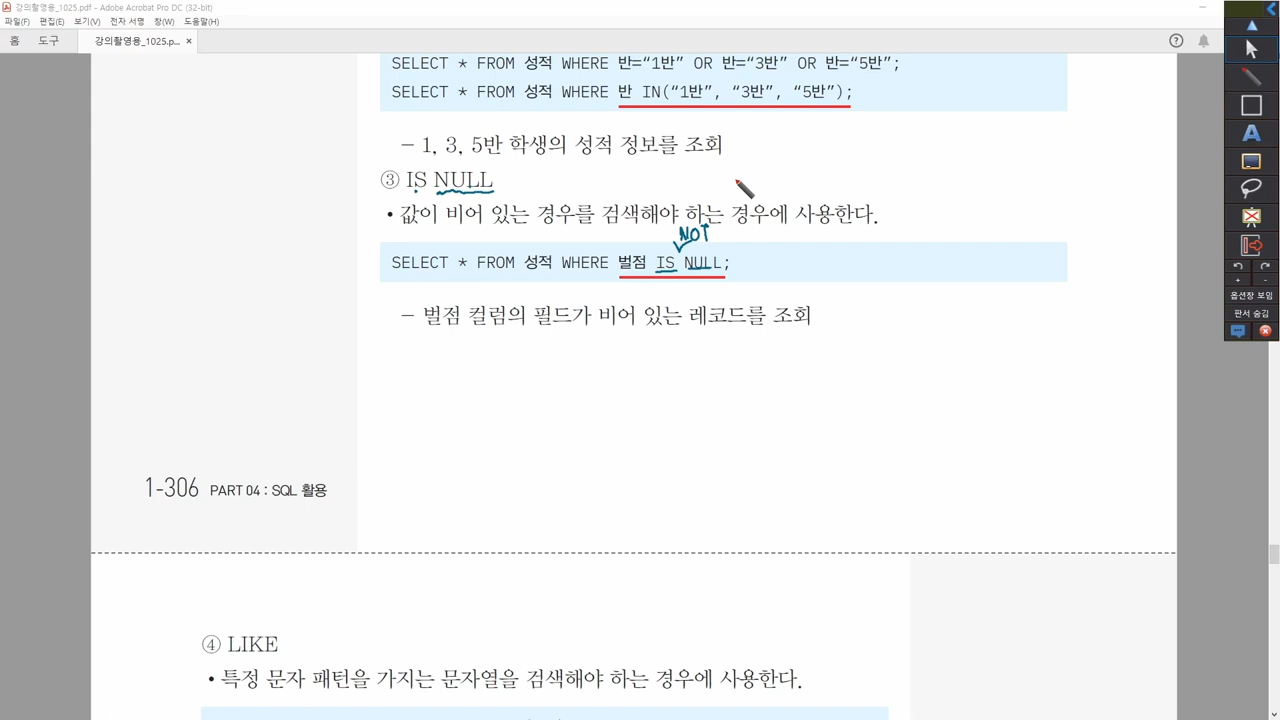 강의촬영용_1025.pdf - Adobe Acrobat Pro DC (32-bit)
파일(F) 편집(E) 보기(V) 전자 서명 창(W) 도움말(H)
홈 도구 강의촬영용_1025.p... ×
SELECT * FROM 성적 WHERE 반=“1반” OR 반=“3반” OR 반=“5반”;
SELECT * FROM 성적 WHERE 반 IN(“1반”, “3반”, “5반”);
– 1, 3, 5반 학생의 성적 정보를 조회
③ IS NULL
• 값이 비어 있는 경우를 검색해야 하는 경우에 사용한다.
NOT
SELECT * FROM 성적 WHERE 벌점 IS NULL;
– 벌점 컬럼의 필드가 비어 있는 레코드를 조회
1-306 PART 04 : SQL 활용
④ LIKE
• 특정 문자 패턴을 가지는 문자열을 검색해야 하는 경우에 사용한다.
A
+ -
옵션장 보임
판서 숨김